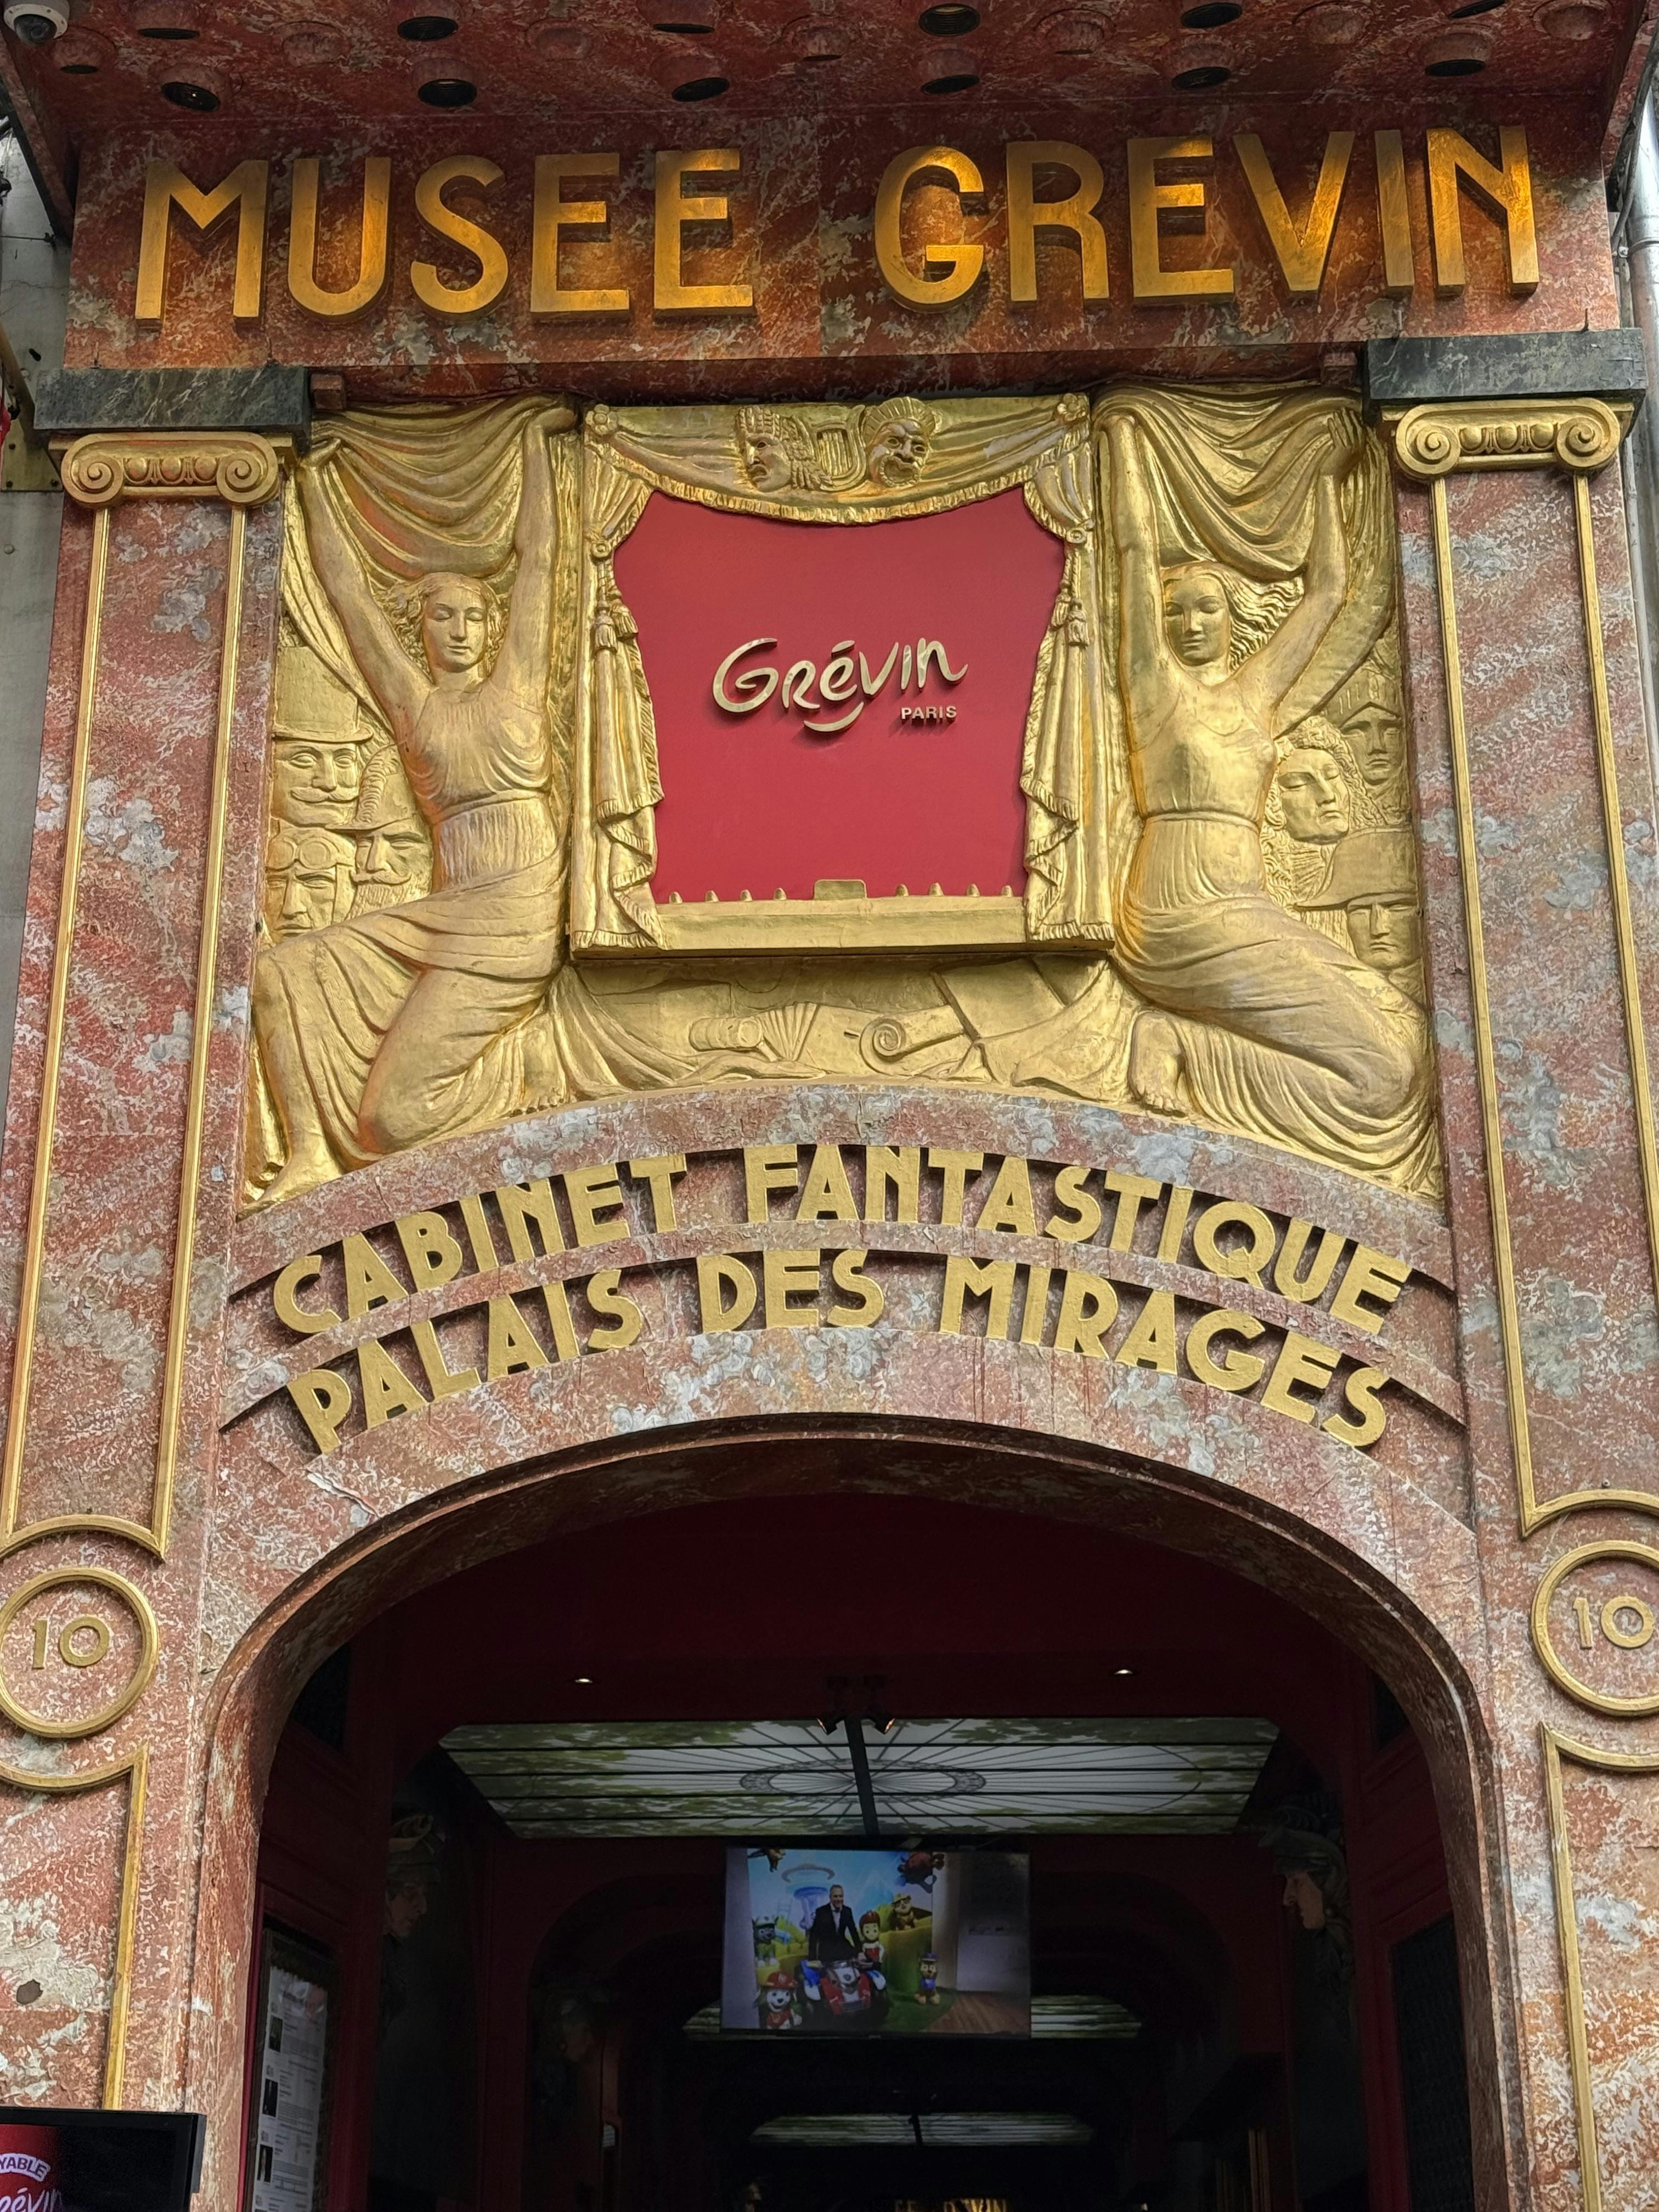 MUSEE GREVIN
Grévin
PARIS
CABINET FANTASTIQUE
PALAIS DES MIRAGES
10
10